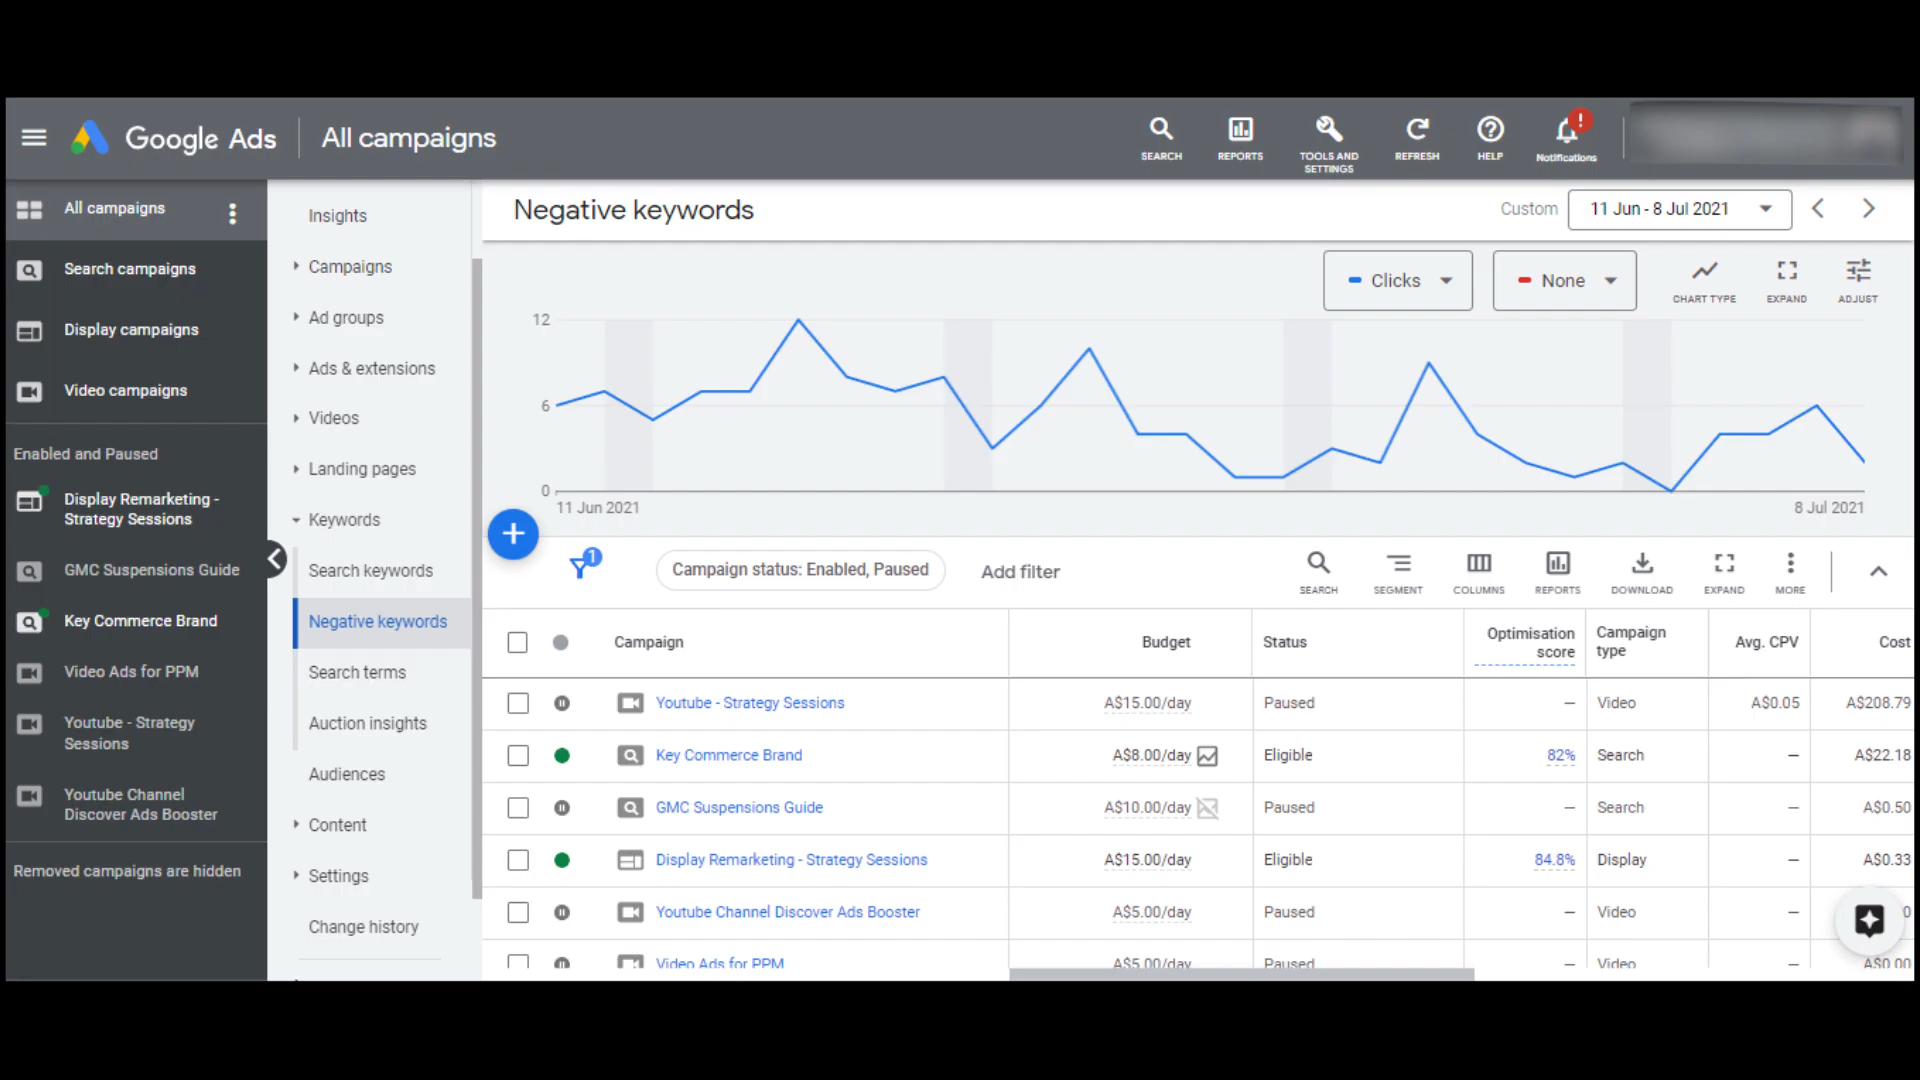 Google Ads
All campaigns
SEARCH
REPORTS
TOOLS AND SETTINGS
REFRESH
HELP
!
Notifications
All campaigns
Search campaigns
Display campaigns
Video campaigns
Enabled and Paused
Display Remarketing -
Strategy Sessions
GMC Suspensions Guide
Key Commerce Brand
Video Ads for PPM
Youtube - Strategy
Sessions
Youtube Channel
Discover Ads Booster
Removed campaigns are hidden
Insights
Campaigns
Ad groups
Ads & extensions
Videos
Landing pages
Keywords
Search keywords
Negative keywords
Search terms
Auction insights
Audiences
Content
Settings
Change history
Negative keywords
Custom
11 Jun - 8 Jul 2021
Clicks
None
CHART TYPE
EXPAND
ADJUST
12
6
0
11 Jun 2021
8 Jul 2021
1
Campaign status: Enabled, Paused
Add filter
SEARCH
SEGMENT
COLUMNS
REPORTS
DOWNLOAD
EXPAND
MORE
Campaign Budget Status Optimisation score Campaign type Avg. CPV Cost
Youtube - Strategy Sessions A$15.00/day Paused – Video A$0.05 A$208.79
Key Commerce Brand A$8.00/day Eligible 82% Search – A$22.18
GMC Suspensions Guide A$10.00/day Paused – Search – A$0.50
Display Remarketing - Strategy Sessions A$15.00/day Eligible 84.8% Display – A$0.33
Youtube Channel Discover Ads Booster A$5.00/day Paused – Video – 0
Video Ads for PPM A$5.00/day Paused – Video – A$0.00